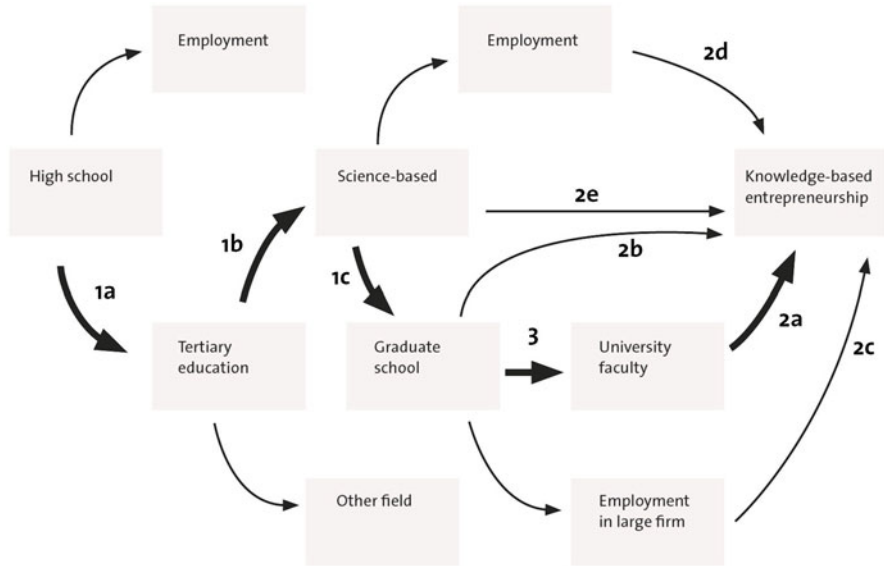 Employment
Employment
2d
High school
Science-based
Knowledge-based
entrepreneurship
2e
1b
2b
1a
1c
Tertiary
education
Graduate
school
3
University
faculty
2a
2c
Other field
Employment
in large firm